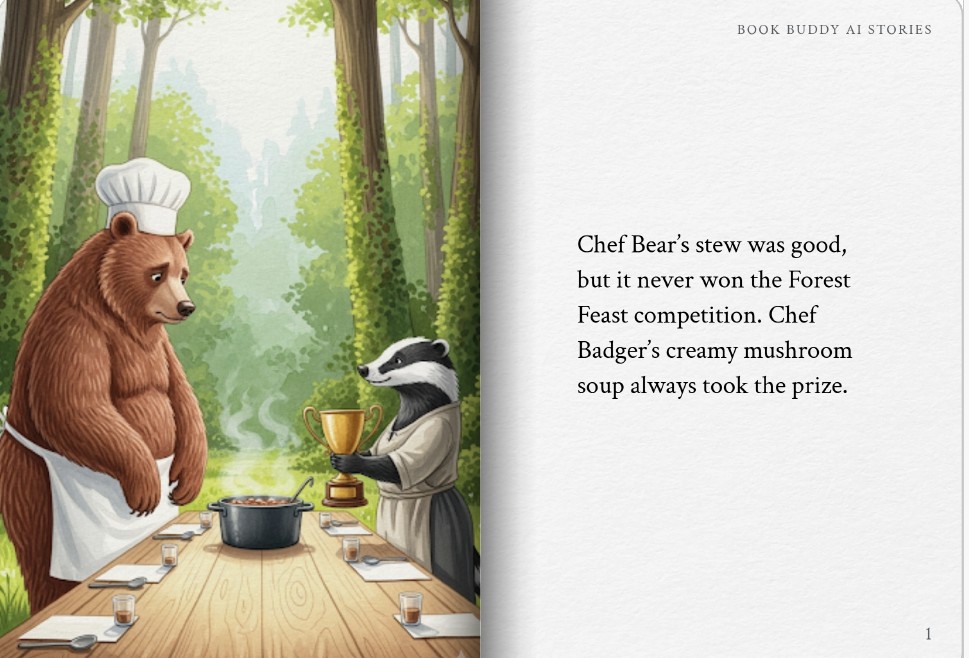 BOOK BUDDY AI STORIES
Chef Bear’s stew was good,
but it never won the Forest
Feast competition. Chef
Badger’s creamy mushroom
soup always took the prize.
1